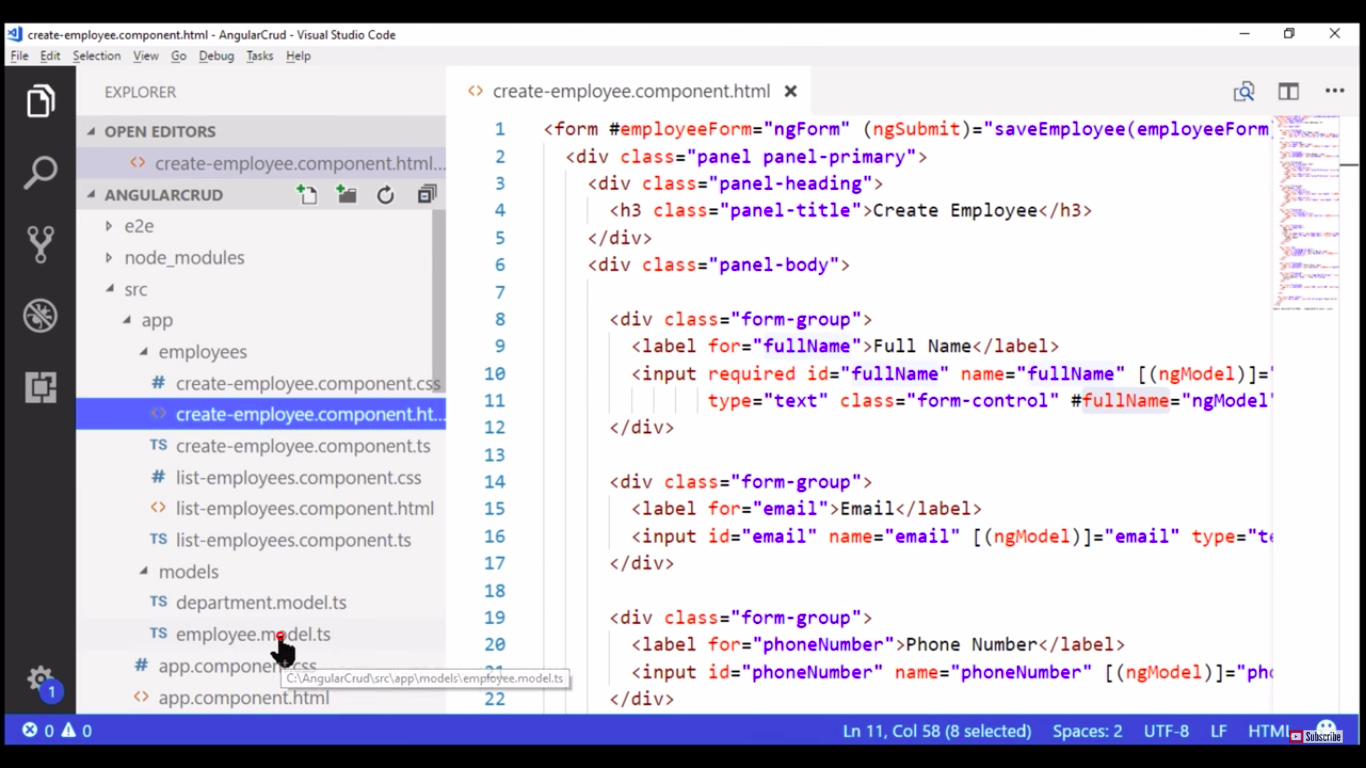 create-employee.component.html - AngularCrud - Visual Studio Code
File Edit Selection View Go Debug Tasks Help
EXPLORER
OPEN EDITORS
<> create-employee.component.html...
ANGULARCRUD
e2e
node_modules
src
app
employees
# create-employee.component.css
<> create-employee.component.ht...
TS create-employee.component.ts
# list-employees.component.css
<> list-employees.component.html
TS list-employees.component.ts
models
TS department.model.ts
TS employee.model.ts
# app.component.css
C:\AngularCrud\src\app\models\employee.model.ts
<> app.component.html
1
<> create-employee.component.html
1 <form #employeeForm="ngForm" (ngSubmit)="saveEmployee(employeeForm
2 <div class="panel panel-primary">
3 <div class="panel-heading">
4 <h3 class="panel-title">Create Employee</h3>
5 </div>
6 <div class="panel-body">
7
8 <div class="form-group">
9 <label for="fullName">Full Name</label>
10 <input required id="fullName" name="fullName" [(ngModel)]="
11 type="text" class="form-control" #fullName="ngModel"
12 </div>
13
14 <div class="form-group">
15 <label for="email">Email</label>
16 <input id="email" name="email" [(ngModel)]="email" type="te
17 </div>
18
19 <div class="form-group">
20 <label for="phoneNumber">Phone Number</label>
21 <input id="phoneNumber" name="phoneNumber" [(ngModel)]="pho
22 </div>
0 0 Ln 11, Col 58 (8 selected) Spaces: 2 UTF-8 LF HTML
Subscribe